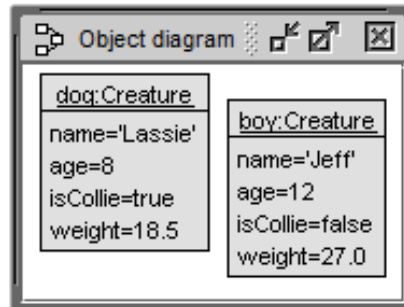 Object diagram
dog:Creature
name='Lassie'
age=8
isCollie=true
weight=18.5
boy:Creature
name='Jeff'
age=12
isCollie=false
weight=27.0